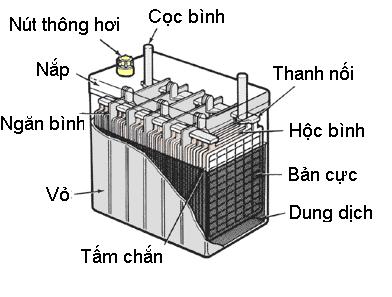 Nút thông hơi
Cọc bình
Nắp
Thanh nối
Ngăn bình
Hộc bình
Vỏ
Bản cực
Dung dịch
Tấm chắn